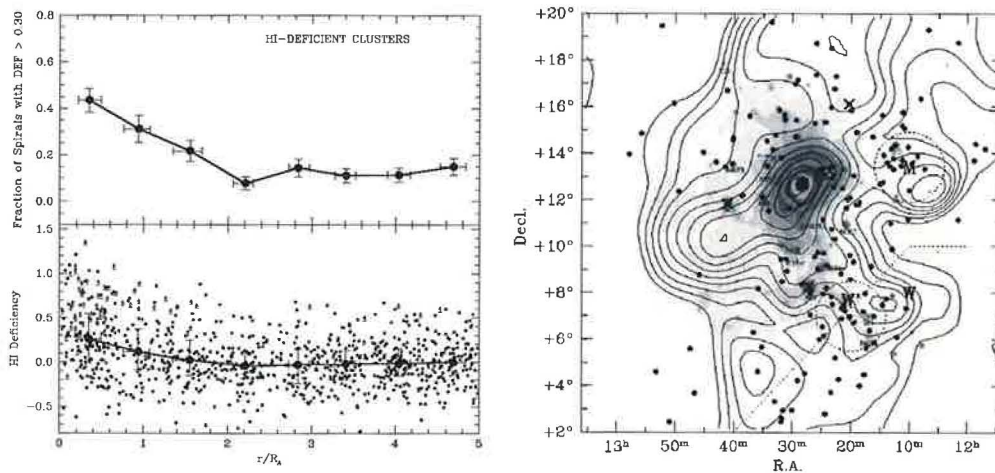 HI-DEFICIENT CLUSTERS
Fraction of Spirals with DEF > 0.30
0.8
0.6
0.4
0.2
0.0
HI Deficiency
1.5
1.0
0.5
0.0
−0.5
0 1 2 3 4 5
r/R_A
Decl.
+20°
+18°
+16°
+14°
+12°
+10°
+8°
+6°
+4°
+2°
M
W
W
13ʰ 50ᵐ 40ᵐ 30ᵐ 20ᵐ 10ᵐ 12ʰ
R.A.